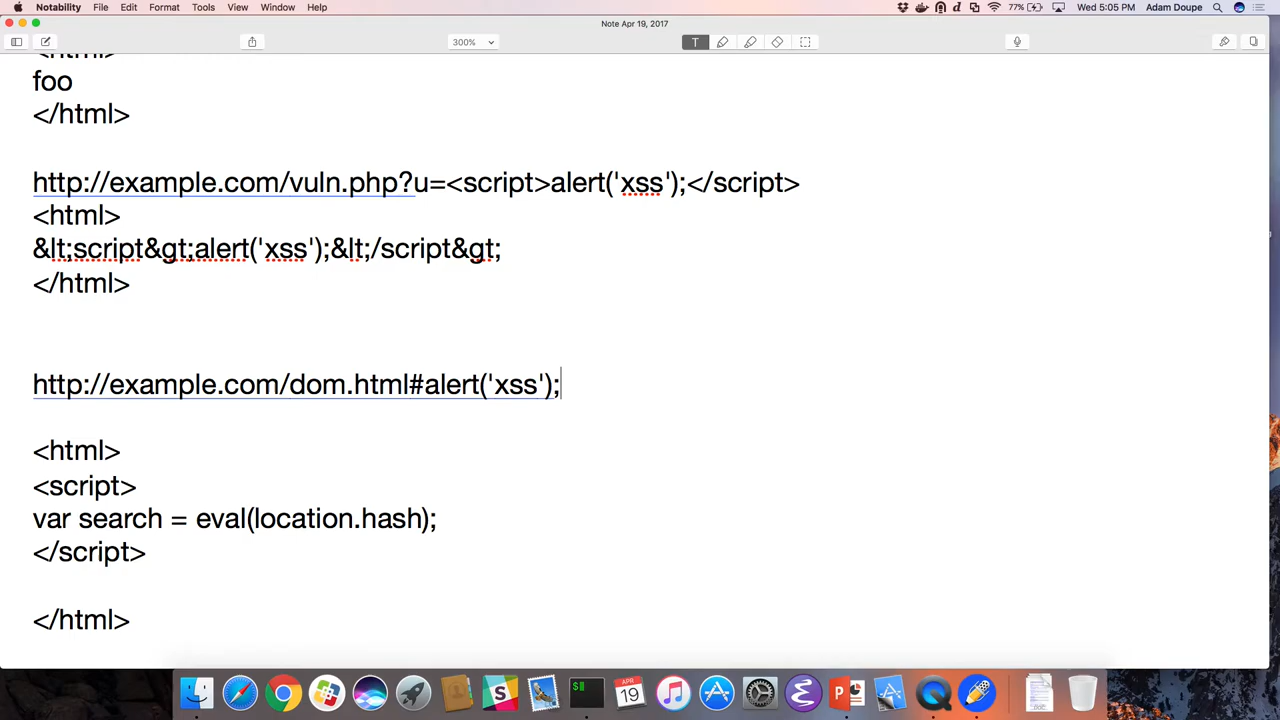 Notability File Edit Format Tools View Window Help 77% Wed 5:05 PM Adam Doupe
Note Apr 19, 2017
300% T
<html>
foo
</html>
http://example.com/vuln.php?u=<script>alert('xss');</script>
<html>
&lt;script&gt;alert('xss');&lt;/script&gt;
</html>
http://example.com/dom.html#alert('xss');
<html>
<script>
var search = eval(location.hash);
</script>
</html>
APR
19